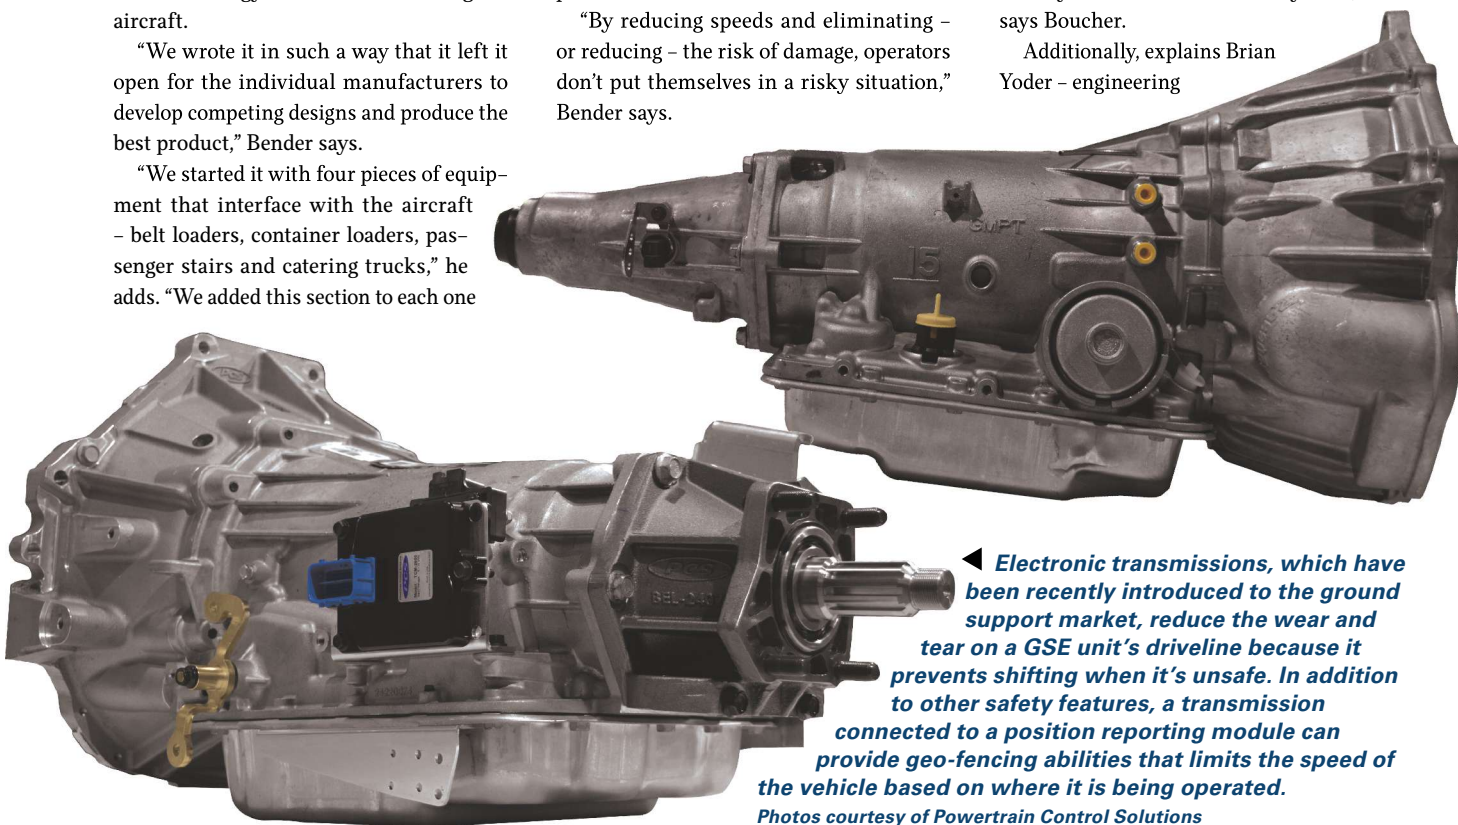 aircraft.
“We wrote it in such a way that it left it
open for the individual manufacturers to
develop competing designs and produce the
best product,” Bender says.
“We started it with four pieces of equip–
ment that interface with the aircraft
– belt loaders, container loaders, pas–
senger stairs and catering trucks,” he
adds. “We added this section to each one
“By reducing speeds and eliminating –
or reducing – the risk of damage, operators
don’t put themselves in a risky situation,”
Bender says.
says Boucher.
Additionally, explains Brian
Yoder – engineering
GMPT
15
◀ Electronic transmissions, which have
been recently introduced to the ground
support market, reduce the wear and
tear on a GSE unit’s driveline because it
prevents shifting when it’s unsafe. In addition
to other safety features, a transmission
connected to a position reporting module can
provide geo-fencing abilities that limits the speed of
the vehicle based on where it is being operated.
Photos courtesy of Powertrain Control Solutions